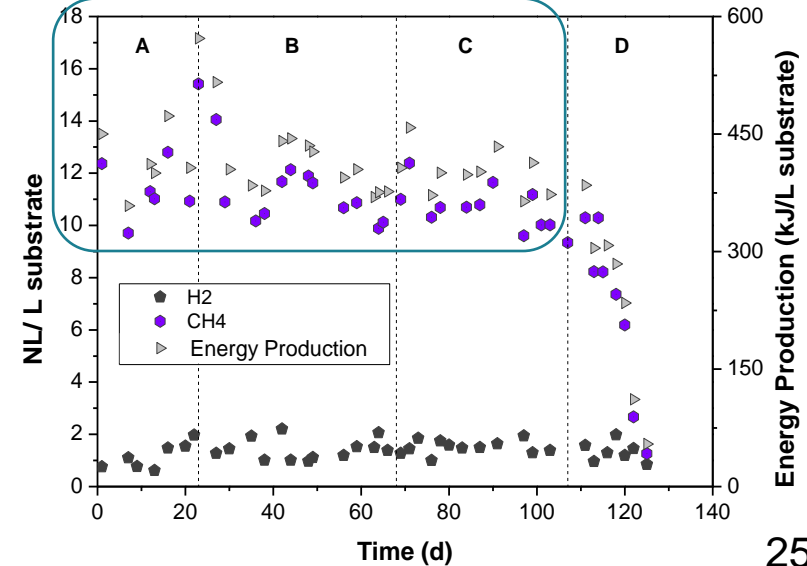 18
16
14
12
10
8
6
4
2
0
NL/ L substrate
A
B
C
D
H2
CH4
Energy Production
600
450
300
150
0
Energy Production (kJ/L substrate)
0
20
40
60
80
100
120
140
Time (d)
25